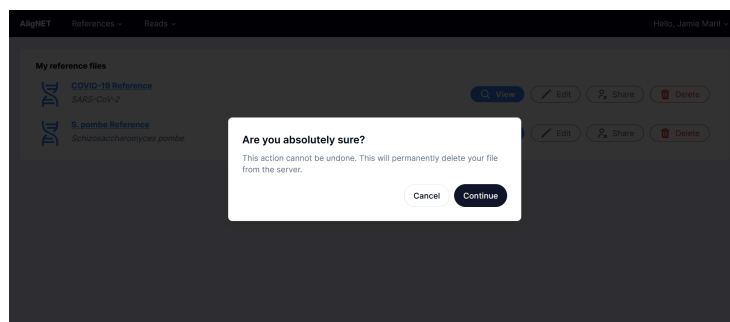 AligNET References Reads Hello, Jamie Marit
My reference files
COVID-19 Reference
SARS-CoV-2
View Edit Share Delete
S. pombe Reference
Schizosaccharomyces pombe
Edit Share Delete
Are you absolutely sure?
This action cannot be undone. This will permanently delete your file
from the server.
Cancel Continue